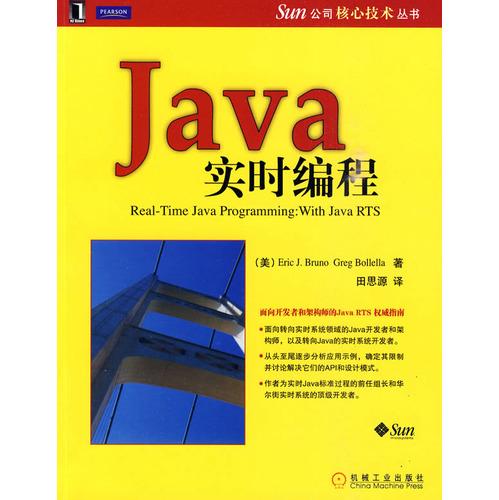 PEARSON
Sun 公司核心技术丛书
Java
实时编程
Real-Time Java Programming:With Java RTS
（美）Eric J. Bruno Greg Bollella 著
田思源 译
面向开发者和架构师的Java RTS 权威指南
●面向转向实时系统领域的Java开发者和架
构师，以及转向Java的实时系统开发者。
●从头至尾逐步分析应用示例，确定其限制
并讨论解决它们的API和设计模式。
●作者为实时Java标准过程的前任组长和华
尔街实时系统的顶级开发者。
Sun
microsystems
机械工业出版社
China Machine Press